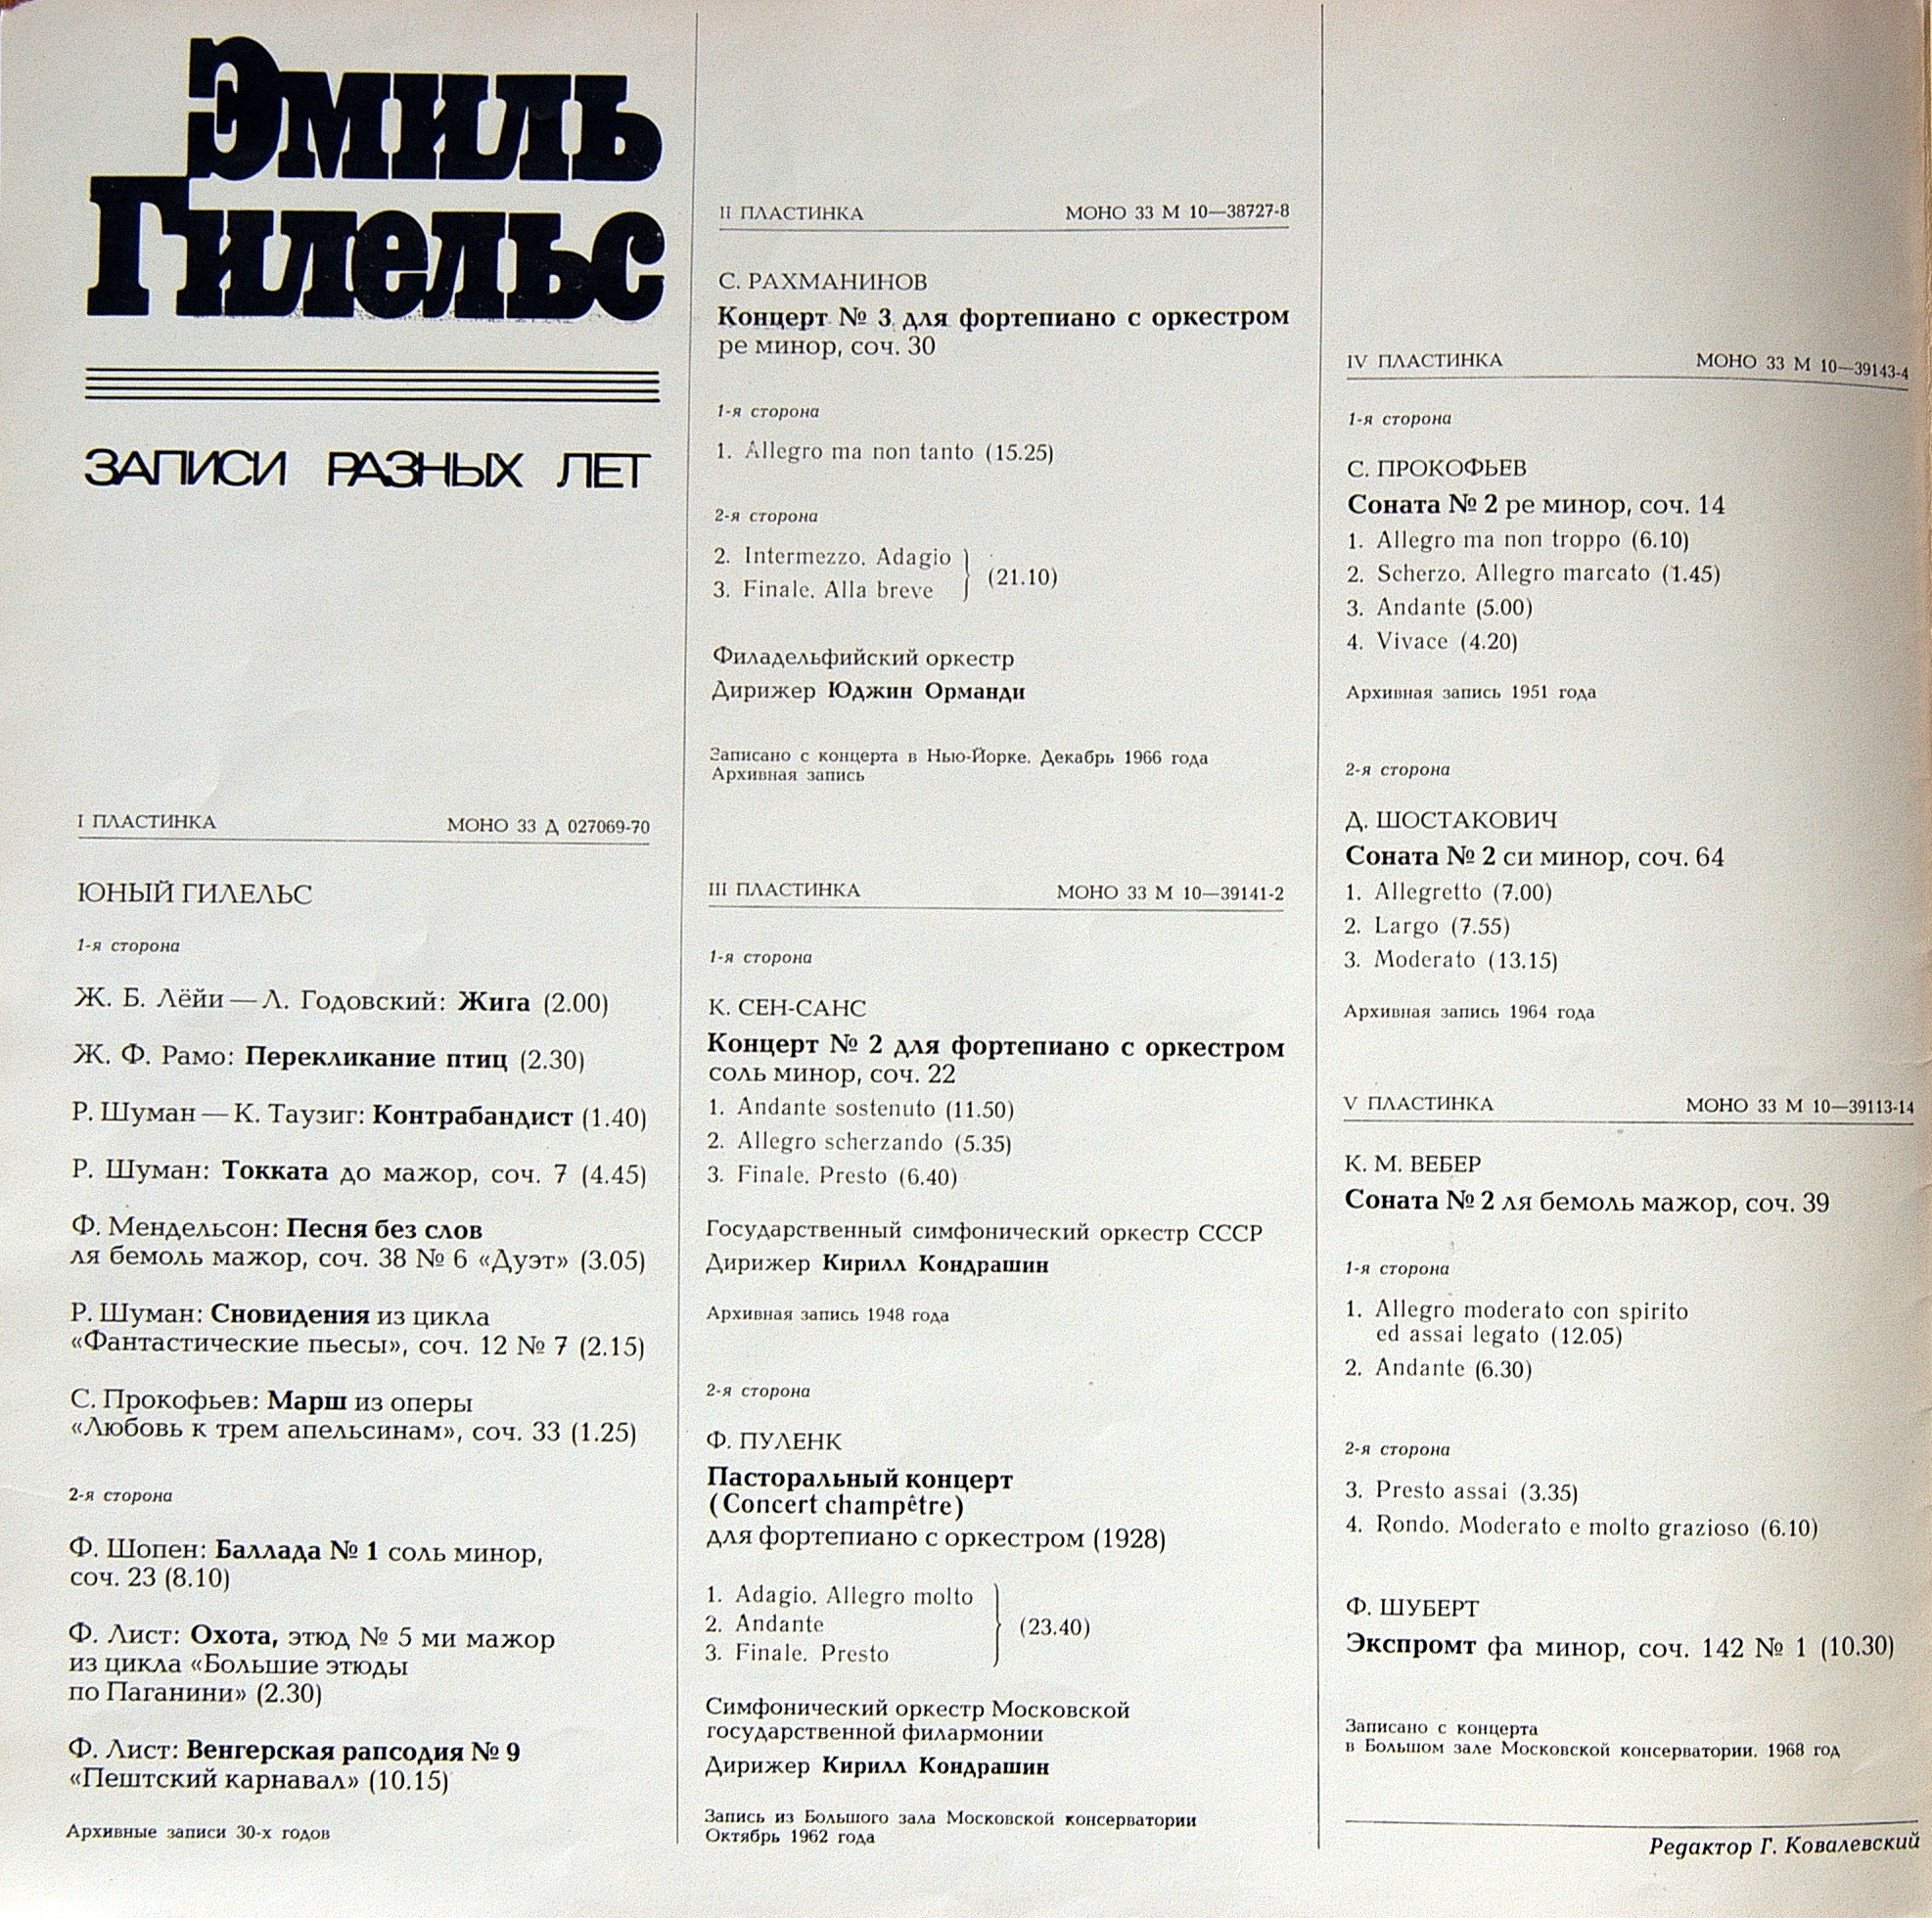 Эмиль
Гилельс
ЗАПИСИ РАЗНЫХ ЛЕТ
I ПЛАСТИНКА МОНО 33 Д 027069-70
ЮНЫЙ ГИЛЕЛЬС
1-я сторона
Ж. Б. Лёйи — Л. Годовский: Жига (2.00)
Ж. Ф. Рамо: Перекликание птиц (2.30)
Р. Шуман — К. Таузиг: Контрабандист (1.40)
Р. Шуман: Токката до мажор, соч. 7 (4.45)
Ф. Мендельсон: Песня без слов
ля бемоль мажор, соч. 38 № 6 «Дуэт» (3.05)
Р. Шуман: Сновидения из цикла
«Фантастические пьесы», соч. 12 № 7 (2.15)
С. Прокофьев: Марш из оперы
«Любовь к трем апельсинам», соч. 33 (1.25)
2-я сторона
Ф. Шопен: Баллада № 1 соль минор,
соч. 23 (8.10)
Ф. Лист: Охота, этюд № 5 ми мажор
из цикла «Большие этюды
по Паганини» (2.30)
Ф. Лист: Венгерская рапсодия № 9
«Пештский карнавал» (10.15)
Архивные записи 30-х годов
II ПЛАСТИНКА МОНО 33 М 10—38727-8
С. РАХМАНИНОВ
Концерт № 3 для фортепиано с оркестром
ре минор, соч. 30
1-я сторона
1. Allegro ma non tanto (15.25)
2-я сторона
2. Intermezzo. Adagio
3. Finale. Alla breve (21.10)
Филадельфийский оркестр
Дирижер Юджин Орманди
Записано с концерта в Нью-Йорке. Декабрь 1966 года
Архивная запись
III ПЛАСТИНКА МОНО 33 М 10—39141-2
1-я сторона
К. СЕН-САНС
Концерт № 2 для фортепиано с оркестром
соль минор, соч. 22
1. Andante sostenuto (11.50)
2. Allegro scherzando (5.35)
3. Finale. Presto (6.40)
Государственный симфонический оркестр СССР
Дирижер Кирилл Кондрашин
Архивная запись 1948 года
2-я сторона
Ф. ПУЛЕНК
Пасторальный концерт
(Concert champêtre)
для фортепиано с оркестром (1928)
1. Adagio. Allegro molto
2. Andante (23.40)
3. Finale. Presto
Симфонический оркестр Московской
государственной филармонии
Дирижер Кирилл Кондрашин
Запись из Большого зала Московской консерватории
Октябрь 1962 года
IV ПЛАСТИНКА МОНО 33 М 10—39143-4
1-я сторона
С. ПРОКОФЬЕВ
Соната № 2 ре минор, соч. 14
1. Allegro ma non troppo (6.10)
2. Scherzo. Allegro marcato (1.45)
3. Andante (5.00)
4. Vivace (4.20)
Архивная запись 1951 года
2-я сторона
Д. ШОСТАКОВИЧ
Соната № 2 си минор, соч. 64
1. Allegretto (7.00)
2. Largo (7.55)
3. Moderato (13.15)
Архивная запись 1964 года
V ПЛАСТИНКА МОНО 33 М 10—39113-14
К. М. ВЕБЕР
Соната № 2 ля бемоль мажор, соч. 39
1-я сторона
1. Allegro moderato con spirito
ed assai legato (12.05)
2. Andante (6.30)
2-я сторона
3. Presto assai (3.35)
4. Rondo. Moderato e molto grazioso (6.10)
Ф. ШУБЕРТ
Экспромт фа минор, соч. 142 № 1 (10.30)
Записано с концерта
в Большом зале Московской консерватории. 1968 год
Редактор Г. Ковалевский